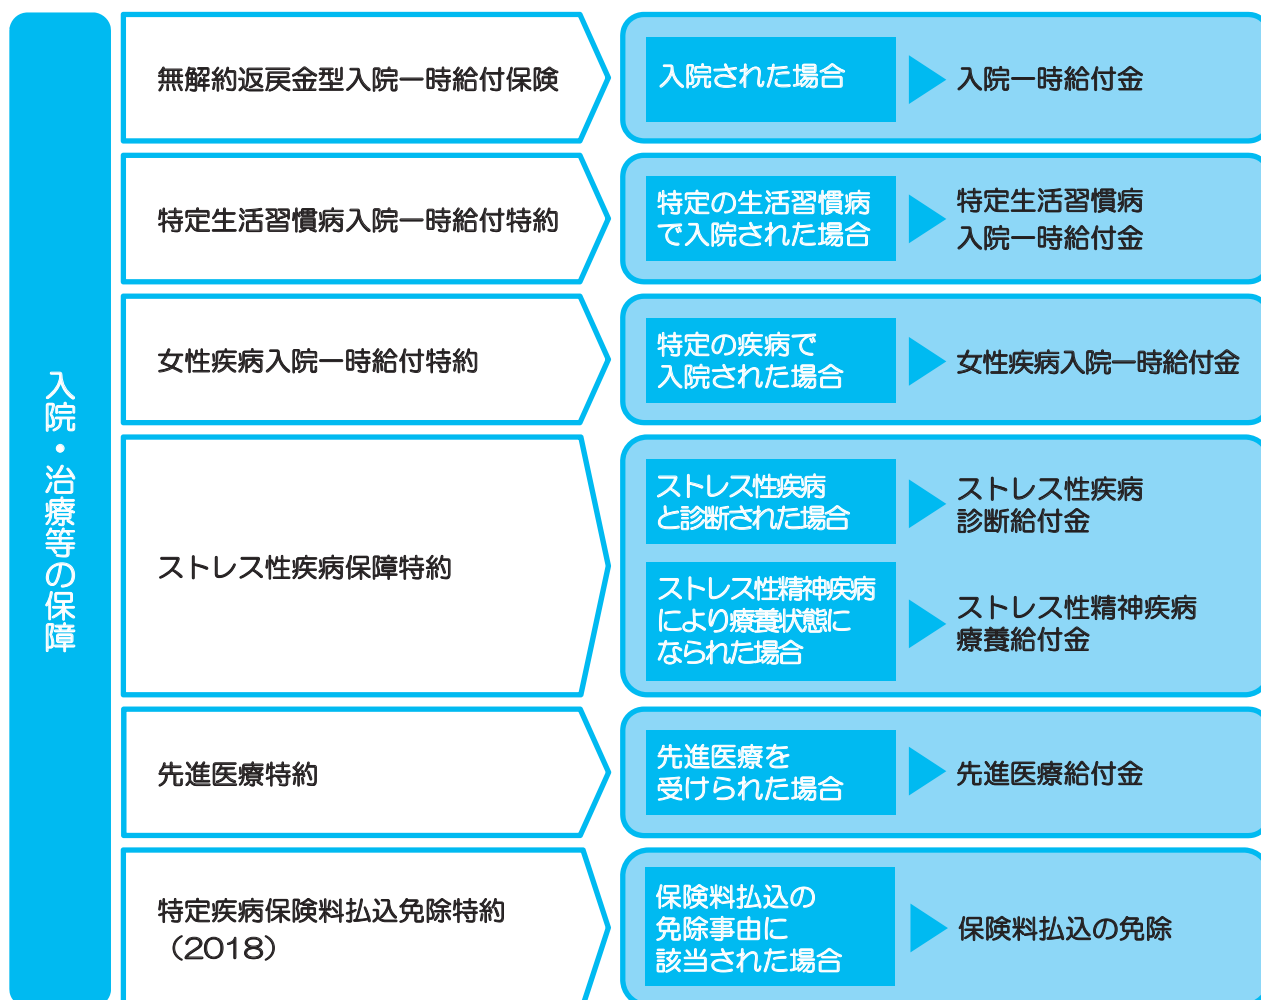 入院・治療等の保障
無解約返戻金型入院一時給付保険
入院された場合
入院一時給付金
特定生活習慣病入院一時給付特約
特定の生活習慣病
で入院された場合
特定生活習慣病
入院一時給付金
女性疾病入院一時給付特約
特定の疾病で
入院された場合
女性疾病入院一時給付金
ストレス性疾病保障特約
ストレス性疾病
と診断された場合
ストレス性疾病
診断給付金
ストレス性精神疾病
により療養状態に
なられた場合
ストレス性精神疾病
療養給付金
先進医療特約
先進医療を
受けられた場合
先進医療給付金
特定疾病保険料払込免除特約
（2018）
保険料払込の
免除事由に
該当された場合
保険料払込の免除